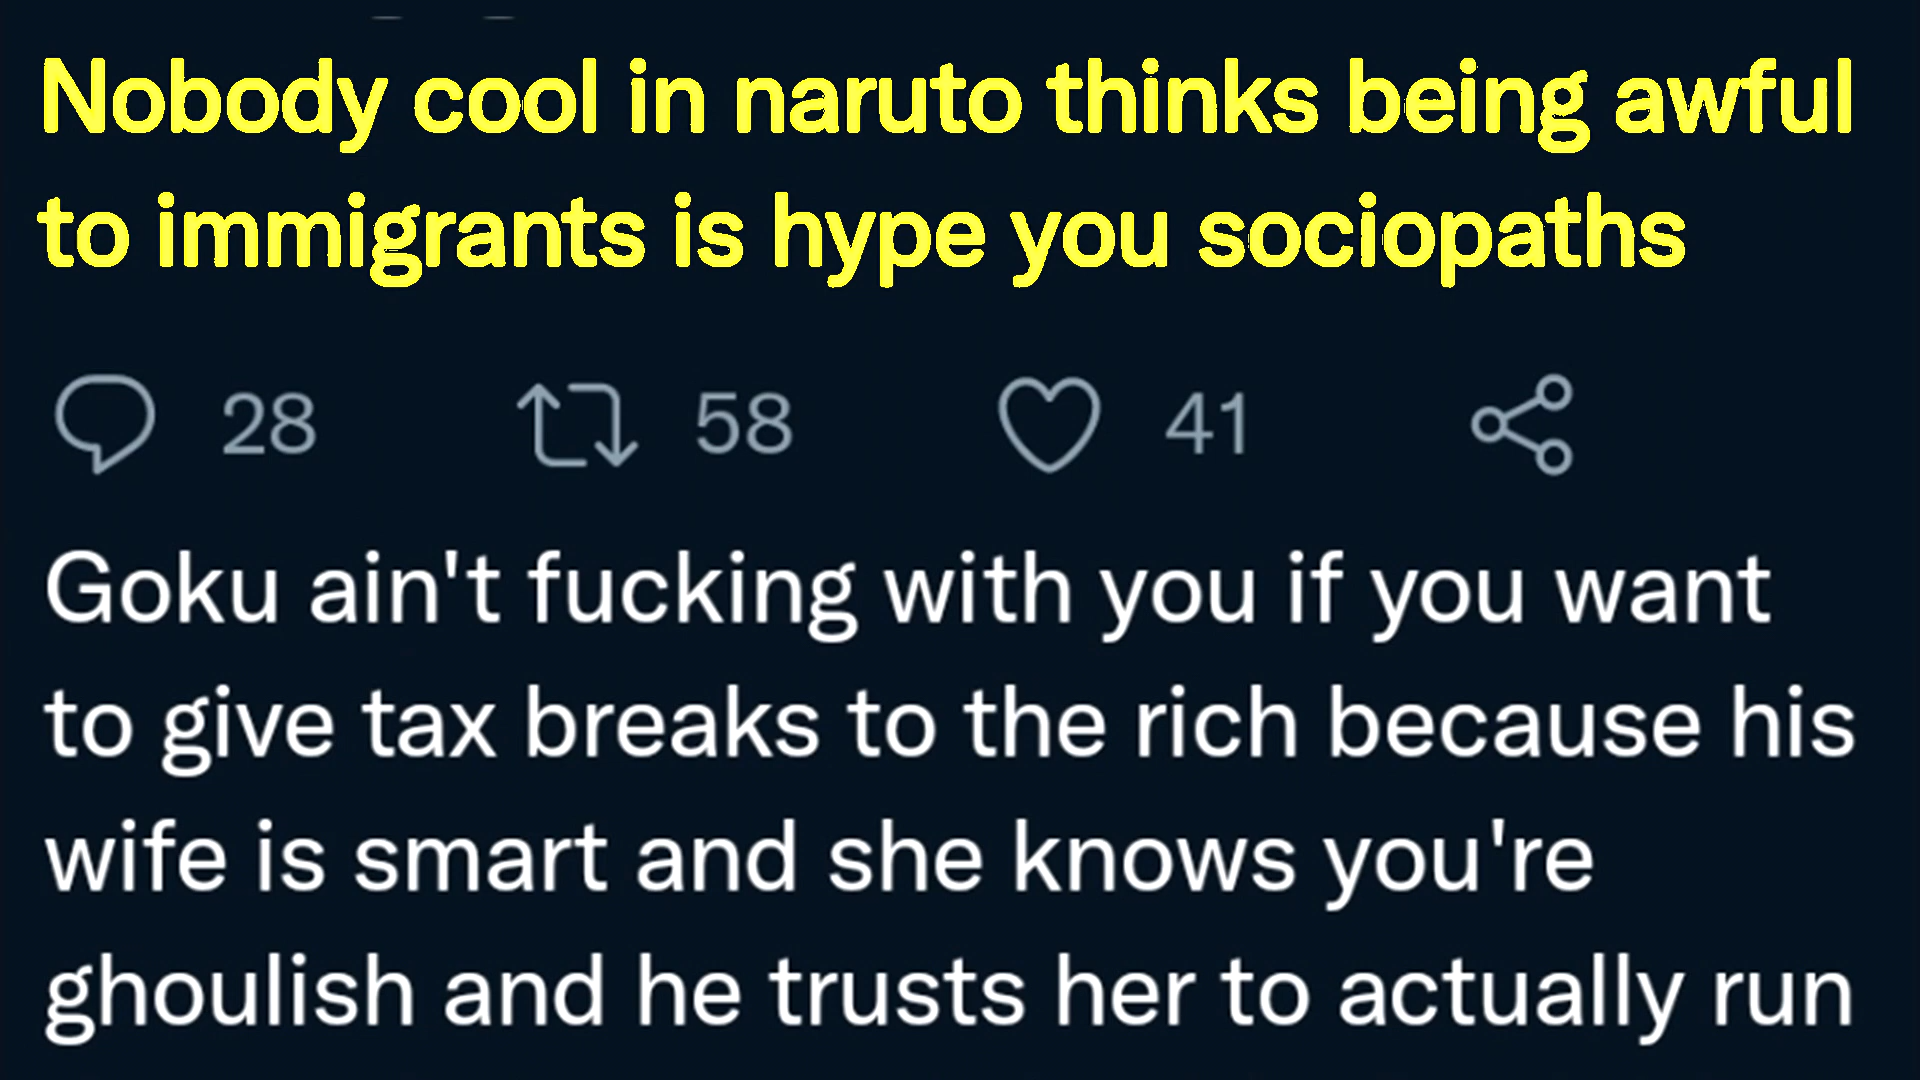 Nobody cool in naruto thinks being awful
to immigrants is hype you sociopaths
28 58 41
Goku ain't fucking with you if you want
to give tax breaks to the rich because his
wife is smart and she knows you're
ghoulish and he trusts her to actually run